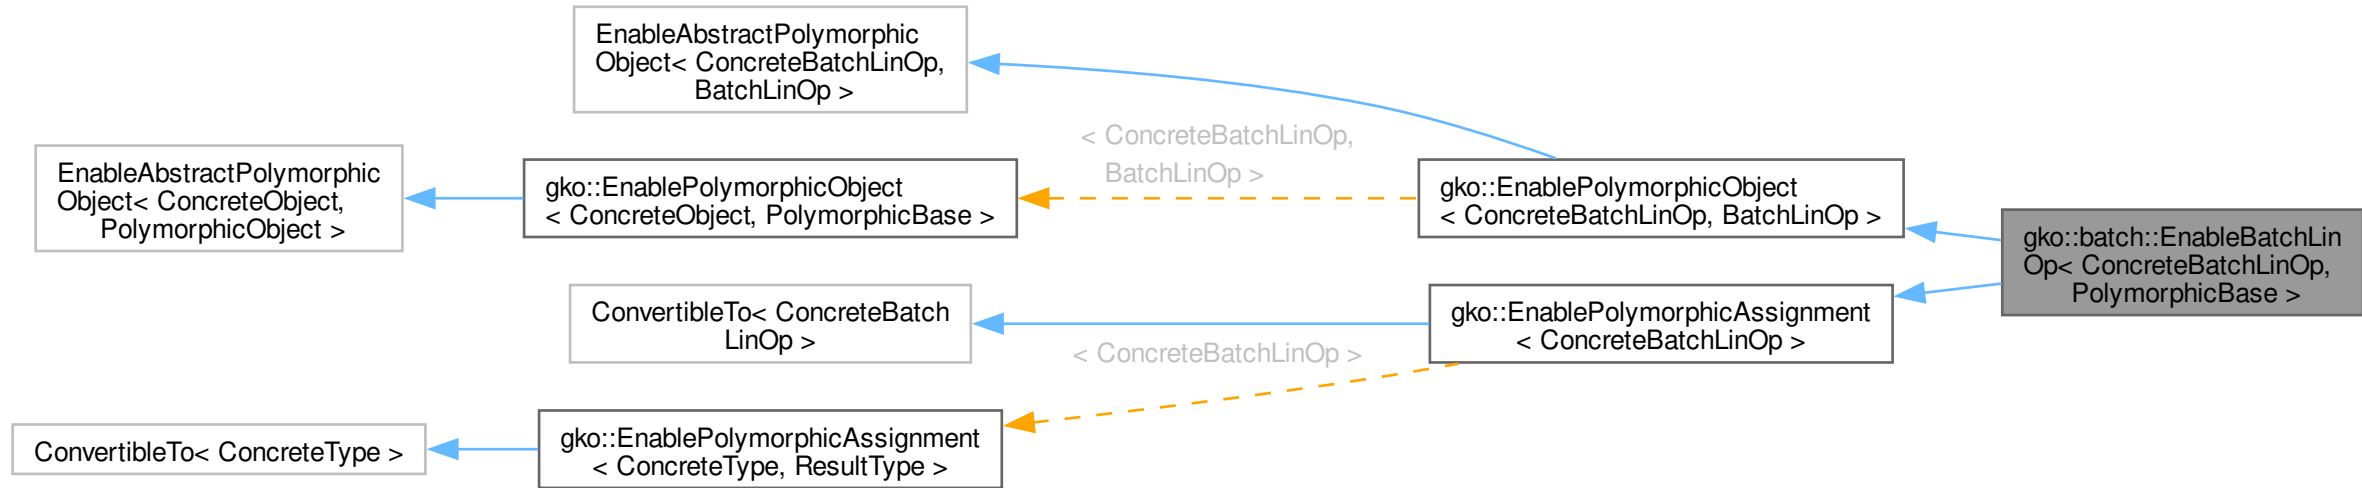 EnableAbstractPolymorphic
Object< ConcreteBatchLinOp,
BatchLinOp >
EnableAbstractPolymorphic
Object< ConcreteObject,
PolymorphicObject >
gko::EnablePolymorphicObject
< ConcreteObject, PolymorphicBase >
< ConcreteBatchLinOp,
BatchLinOp >
gko::EnablePolymorphicObject
< ConcreteBatchLinOp, BatchLinOp >
gko::batch::EnableBatchLin
Op< ConcreteBatchLinOp,
PolymorphicBase >
ConvertibleTo< ConcreteBatch
LinOp >
gko::EnablePolymorphicAssignment
< ConcreteBatchLinOp >
< ConcreteBatchLinOp >
ConvertibleTo< ConcreteType >
gko::EnablePolymorphicAssignment
< ConcreteType, ResultType >